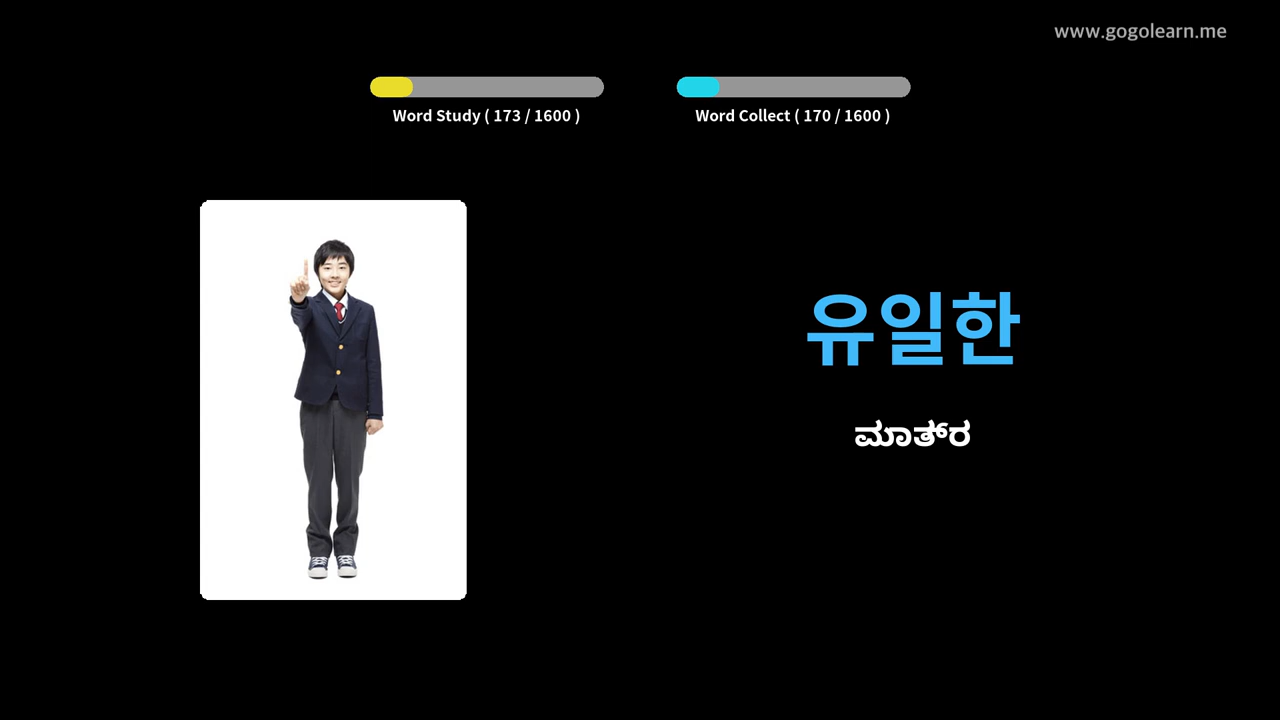 www.gogolearn.me
Word Study ( 173 / 1600 )
Word Collect ( 170 / 1600 )
유일한
ಮಾತ್ರ